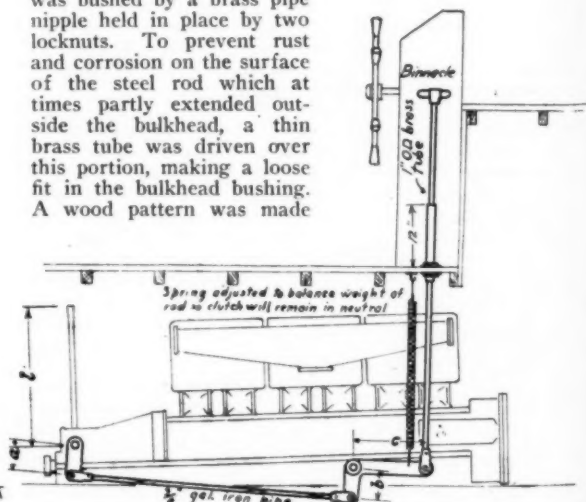 was bushed by a brass pipe
nipple held in place by two
locknuts. To prevent rust
and corrosion on the surface
of the steel rod which at
times partly extended out-
side the bulkhead, a thin
brass tube was driven over
this portion, making a loose
fit in the bulkhead bushing.
A wood pattern was made
Binnacle
1" O.D. brass
tube
12"
Spring adjusted to balance weight of
rod so clutch will remain in neutral
l
a
c
b
gal. iron pipe